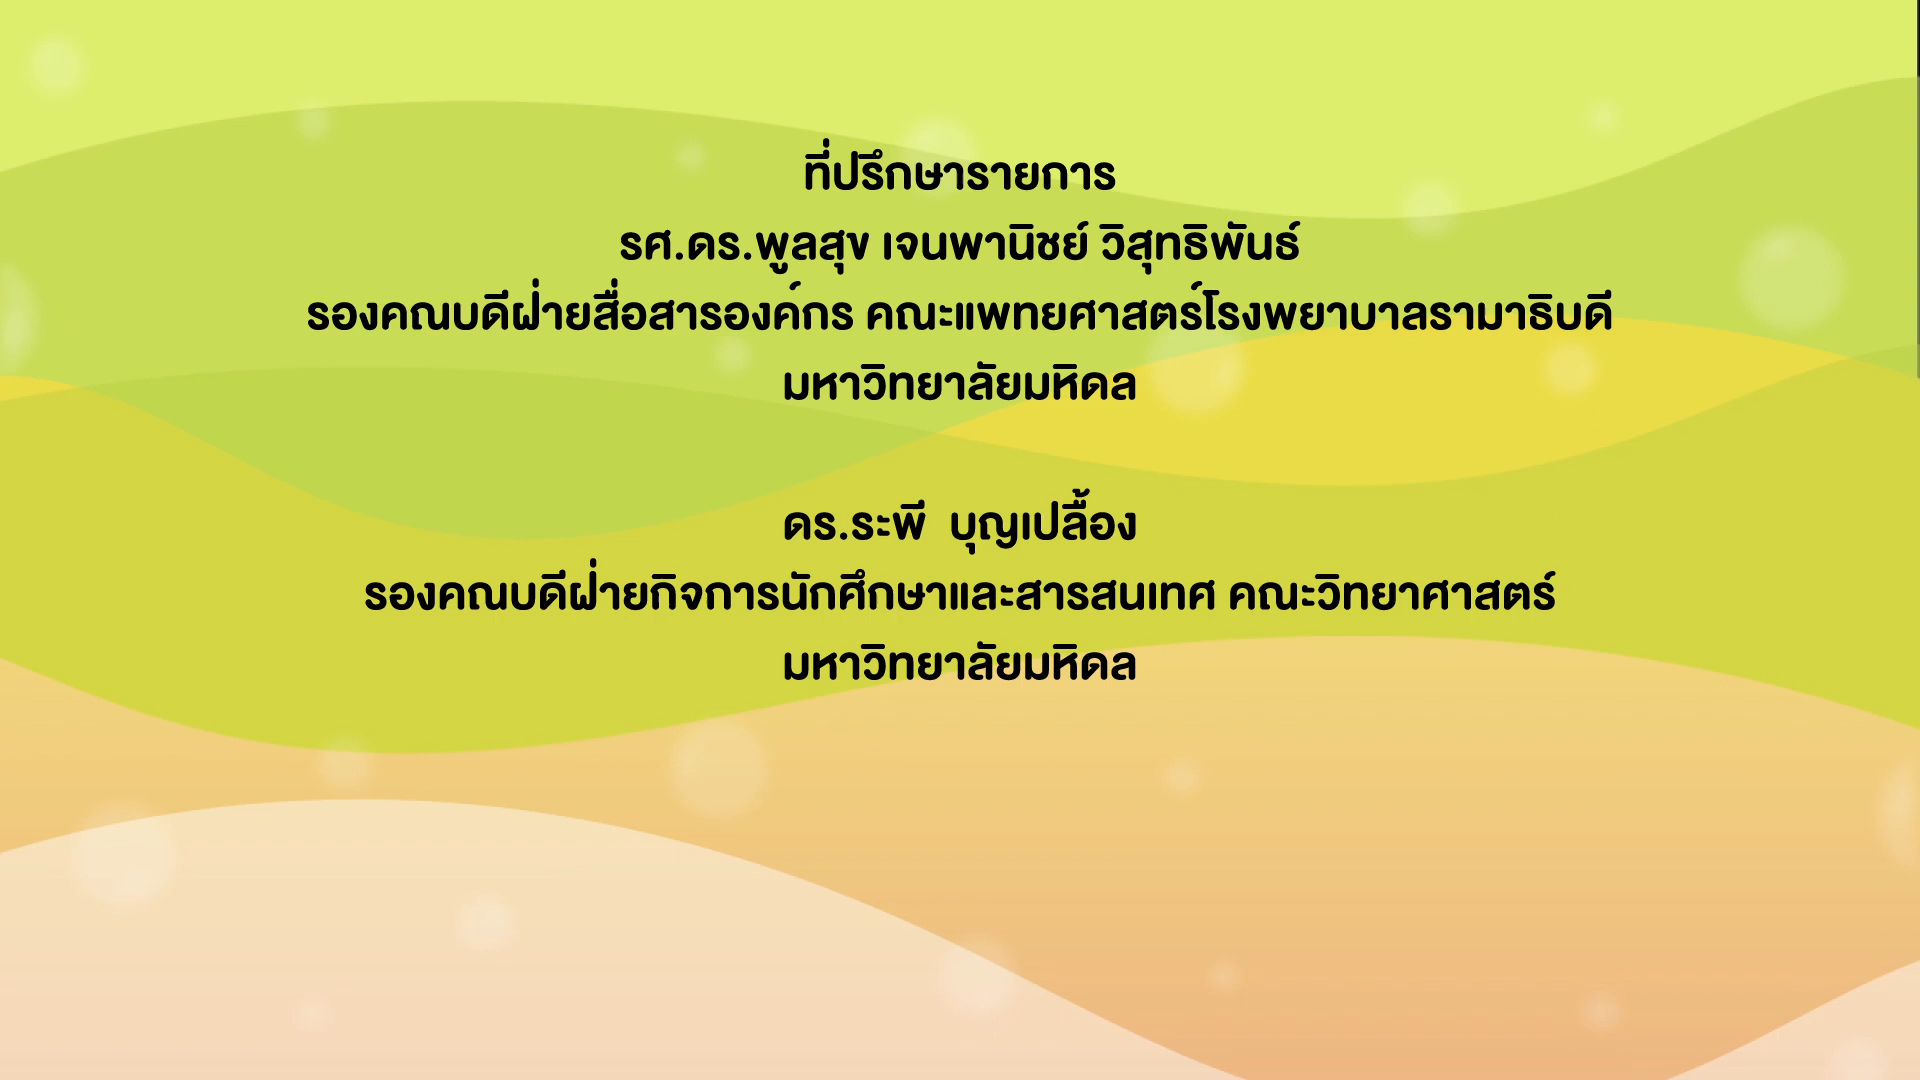 ที่ปรึกษารายการ
รศ.ดร.พูลสุข เจนพานิชย์ วิสุทธิพันธ์
รองคณบดีฝ่ายสื่อสารองค์กร คณะแพทยศาสตร์โรงพยาบาลรามาธิบดี
มหาวิทยาลัยมหิดล
ดร.ระพี  บุญเปลื้อง
รองคณบดีฝ่ายกิจการนักศึกษาและสารสนเทศ คณะวิทยาศาสตร์
มหาวิทยาลัยมหิดล